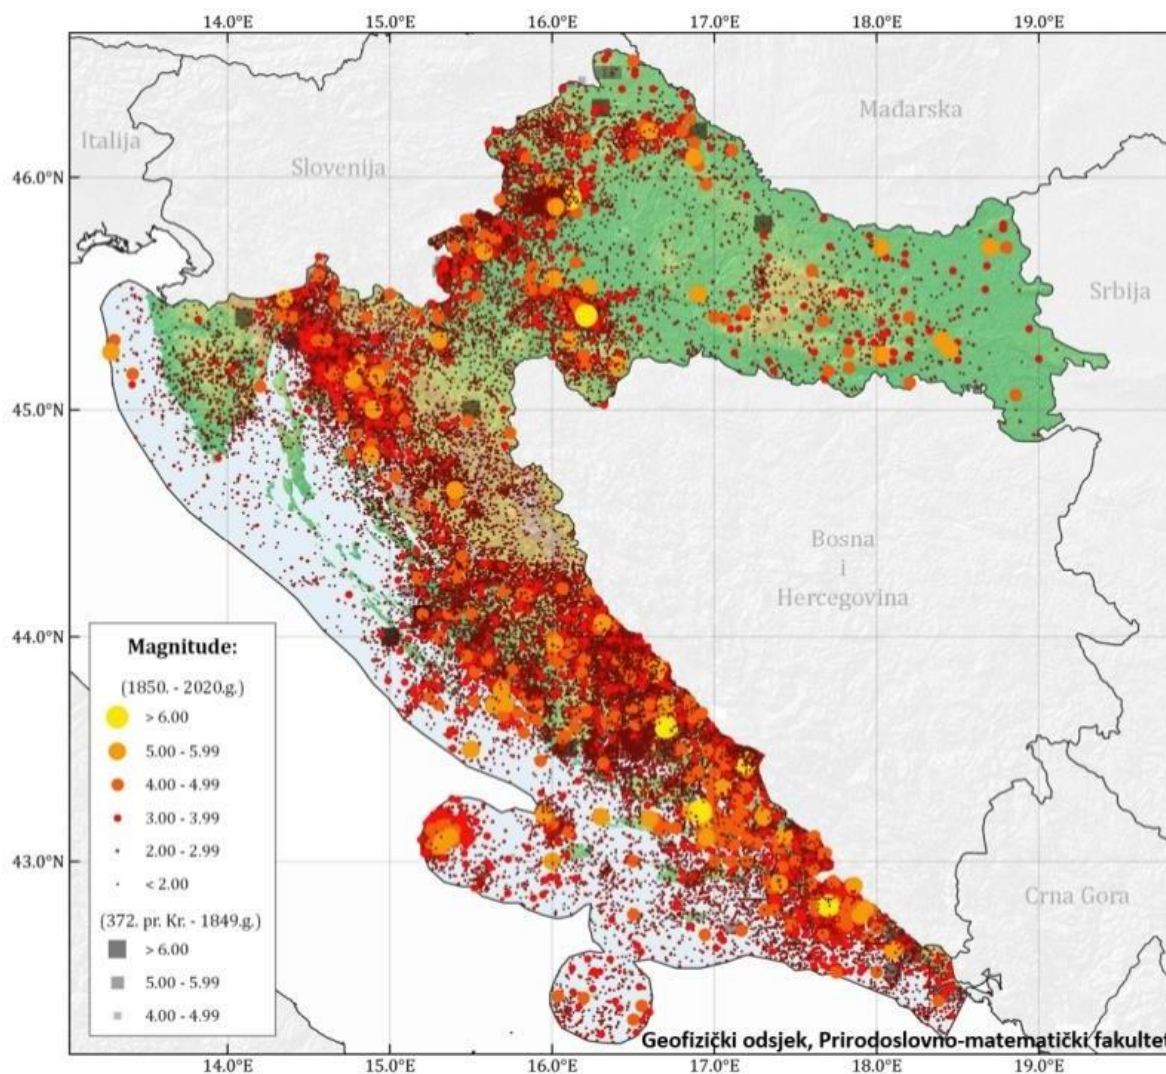 14.0°E 15.0°E 16.0°E 17.0°E 18.0°E 19.0°E
Mađarska
Italija
Slovenija
46.0°N
Srbija
45.0°N
Bosna
i
Hercegovina
44.0°N
Magnitude:
(1850. - 2020.g.)
> 6.00
5.00 - 5.99
4.00 - 4.99
3.00 - 3.99
2.00 - 2.99
< 2.00
(372. pr. Kr. - 1849.g.)
> 6.00
5.00 - 5.99
4.00 - 4.99
43.0°N
Crna Gora
Geofizički odsjek, Prirodoslovno-matematički fakultet
14.0°E 15.0°E 16.0°E 17.0°E 18.0°E 19.0°E